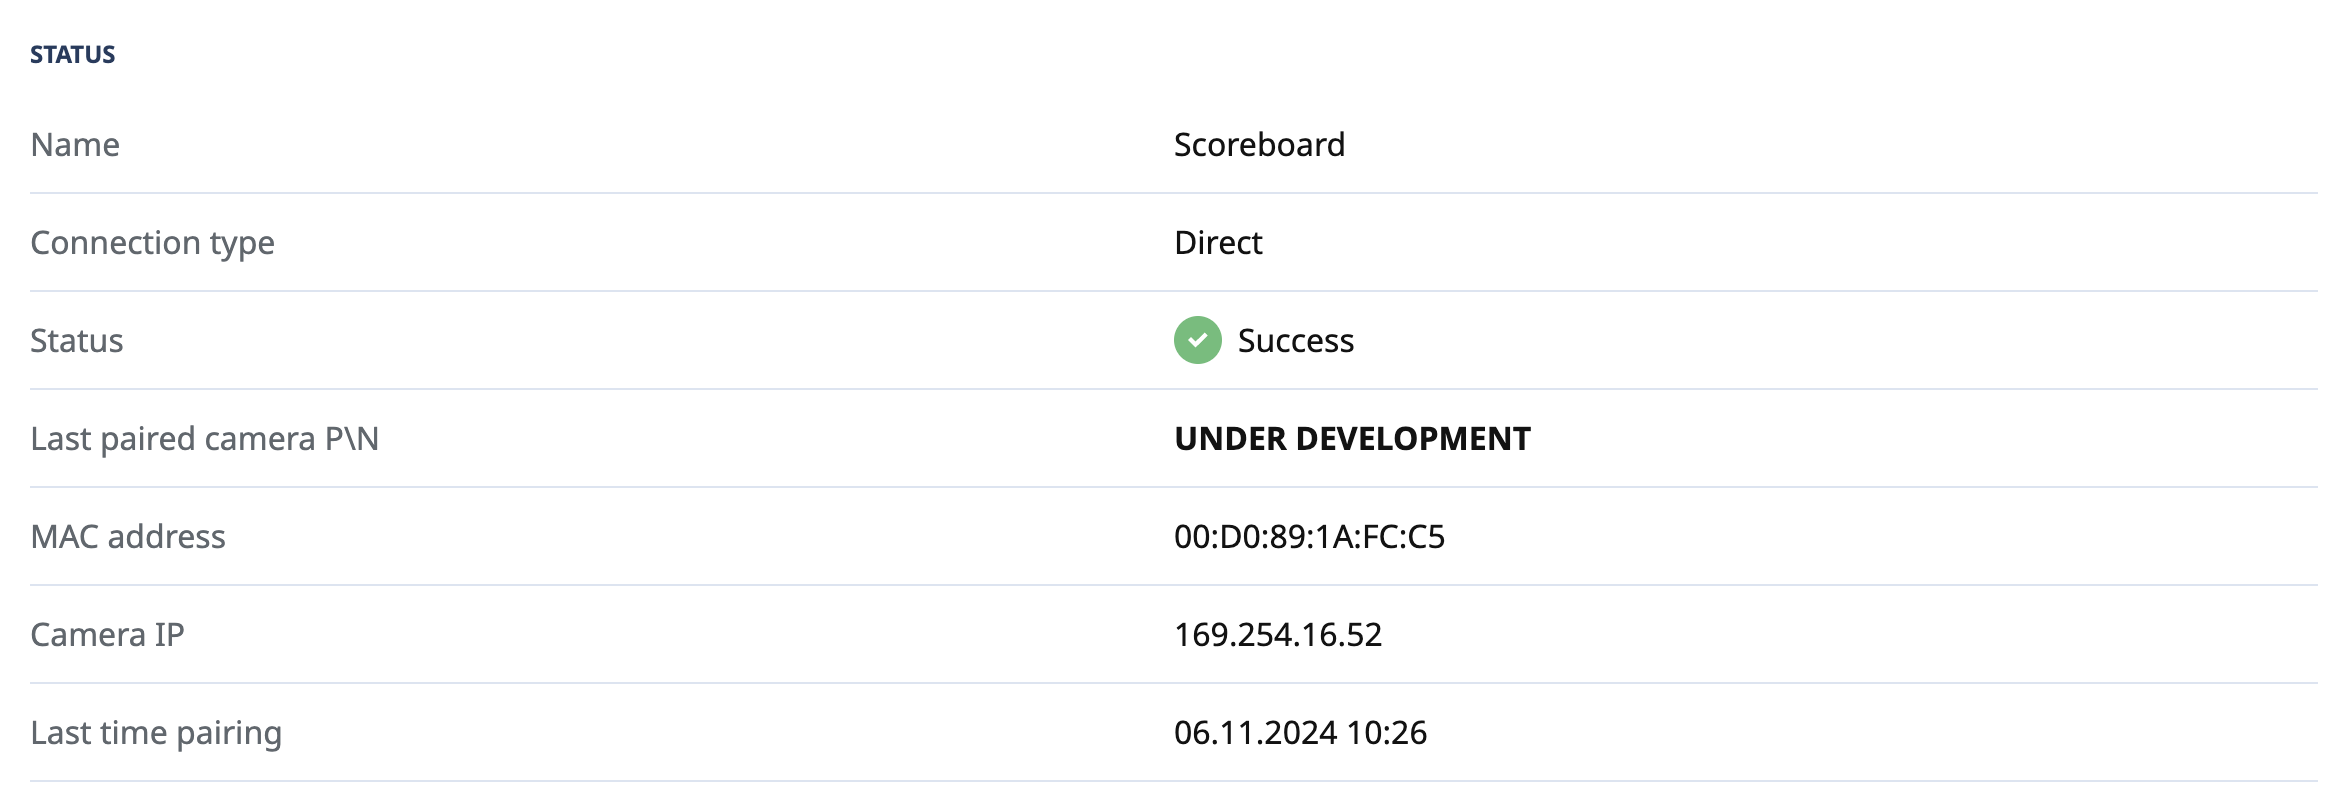 STATUS
Name Scoreboard
Connection type Direct
Status Success
Last paired camera P\N UNDER DEVELOPMENT
MAC address 00:D0:89:1A:FC:C5
Camera IP 169.254.16.52
Last time pairing 06.11.2024 10:26